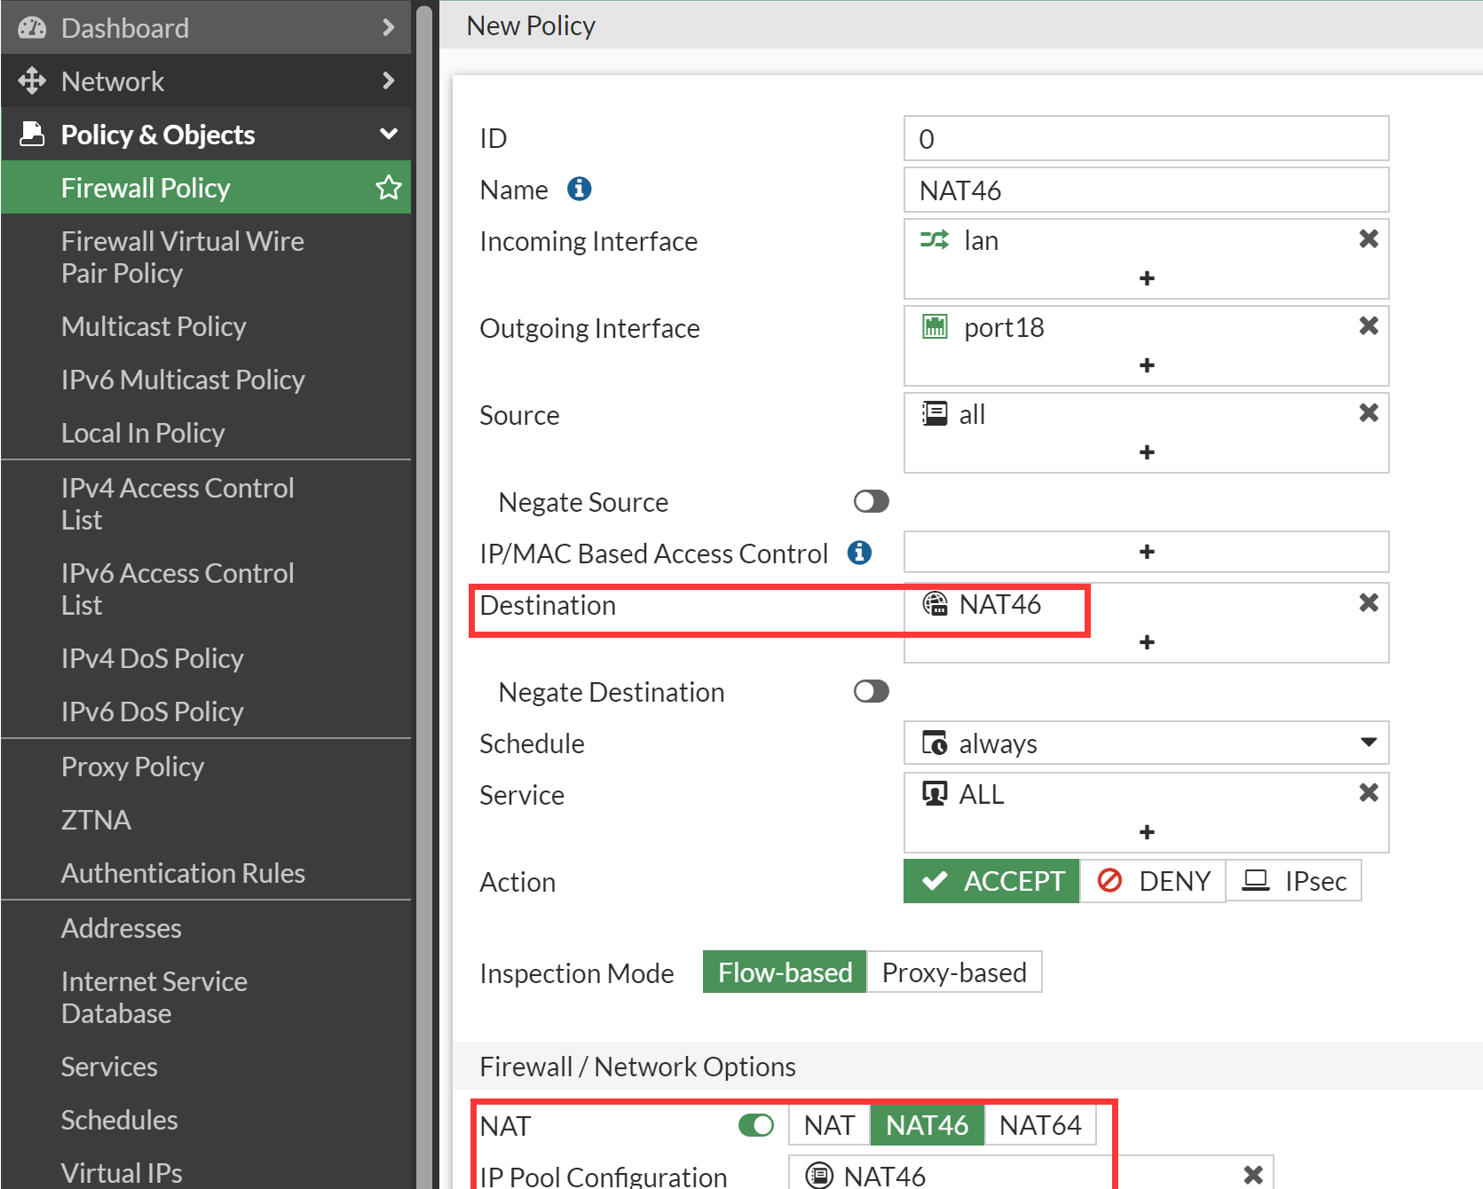 Dashboard
Network
Policy & Objects
Firewall Policy
Firewall Virtual Wire
Pair Policy
Multicast Policy
IPv6 Multicast Policy
Local In Policy
IPv4 Access Control
List
IPv6 Access Control
List
IPv4 DoS Policy
IPv6 DoS Policy
Proxy Policy
ZTNA
Authentication Rules
Addresses
Internet Service
Database
Services
Schedules
Virtual IPs
New Policy
ID 0
Name NAT46
Incoming Interface lan
+
Outgoing Interface port18
+
Source all
+
Negate Source
IP/MAC Based Access Control +
Destination NAT46
+
Negate Destination
Schedule always
Service ALL
+
Action ACCEPT DENY IPsec
Inspection Mode Flow-based Proxy-based
Firewall / Network Options
NAT NAT NAT46 NAT64
IP Pool Configuration NAT46